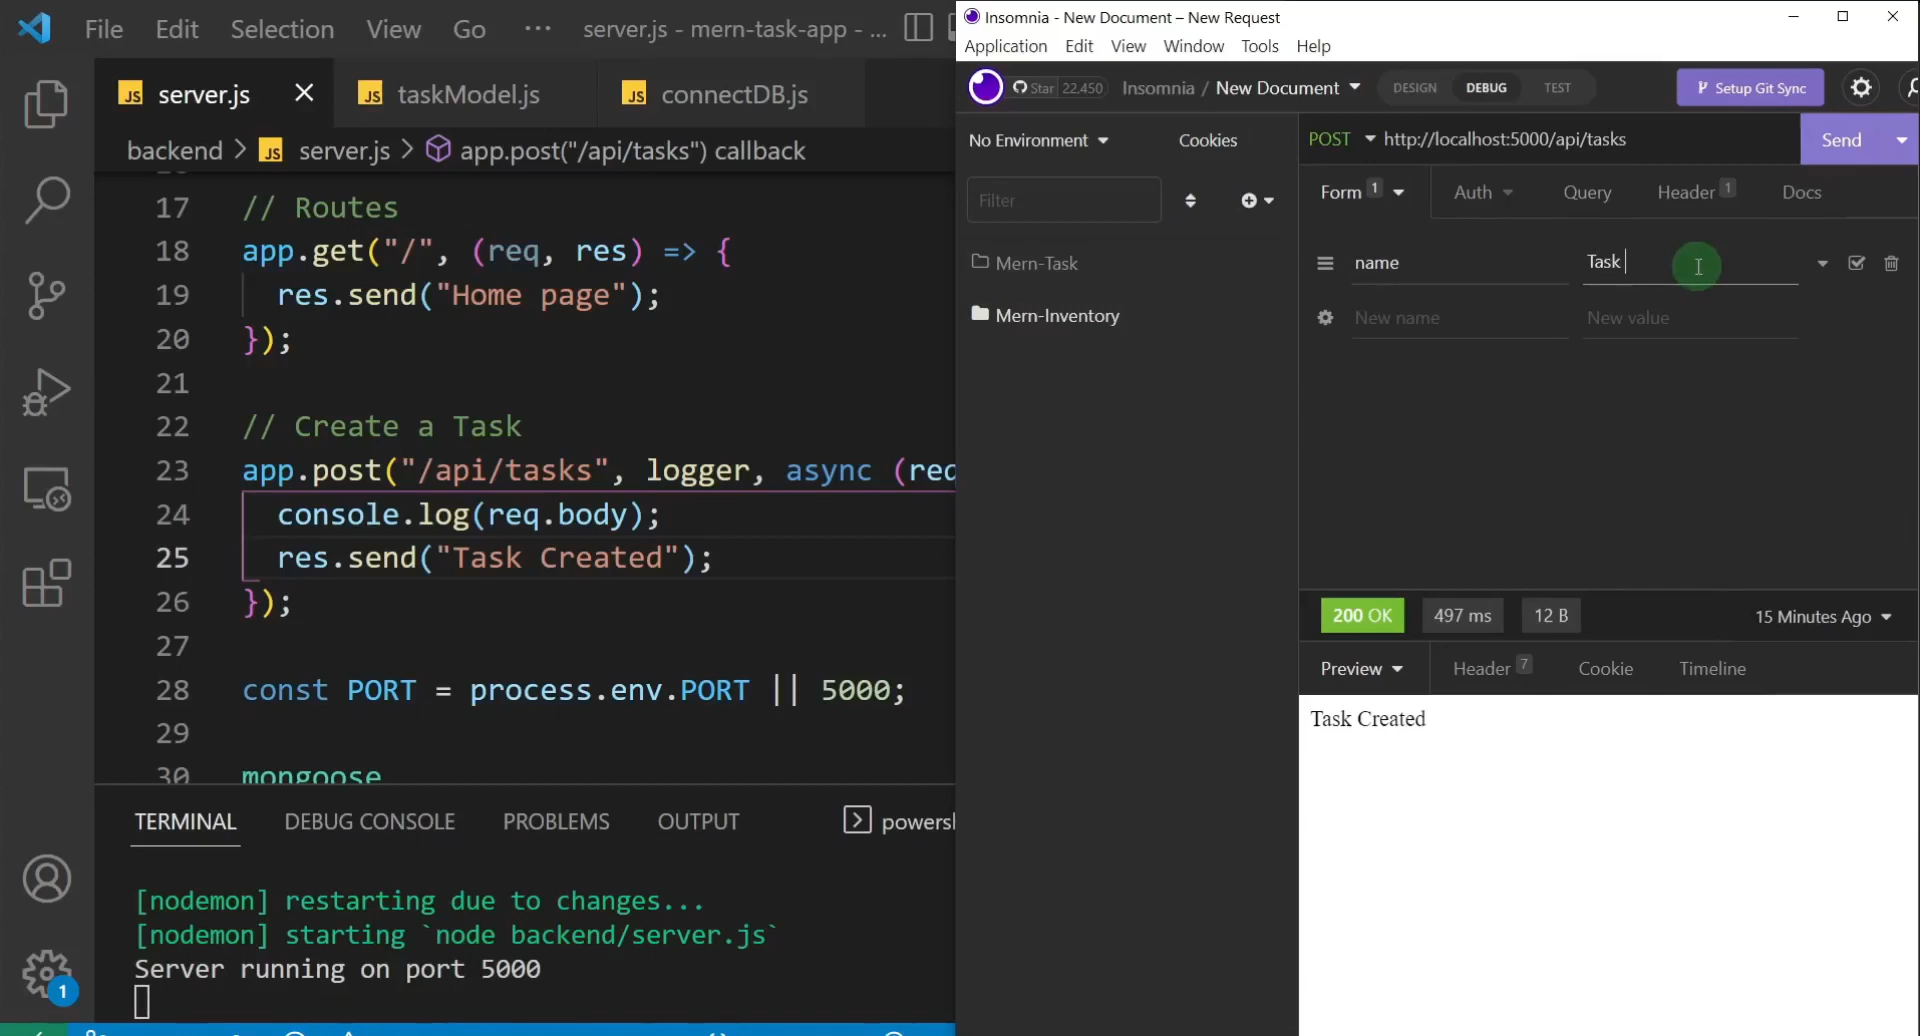 File Edit Selection View Go ... server.js - mern-task-app - ...
server.js taskModel.js connectDB.js
backend > server.js > app.post("/api/tasks") callback
17 // Routes
18 app.get("/", (req, res) => {
19 res.send("Home page");
20 });
21
22 // Create a Task
23 app.post("/api/tasks", logger, async (req
24 console.log(req.body);
25 res.send("Task Created");
26 });
27
28 const PORT = process.env.PORT || 5000;
29
30 mongoose
TERMINAL DEBUG CONSOLE PROBLEMS OUTPUT powersh
[nodemon] restarting due to changes...
[nodemon] starting `node backend/server.js`
Server running on port 5000
1
Insomnia - New Document – New Request
Application Edit View Window Tools Help
Star 22,450 Insomnia / New Document DESIGN DEBUG TEST Setup Git Sync
No Environment Cookies
Filter
Mern-Task
Mern-Inventory
POST http://localhost:5000/api/tasks Send
Form 1 Auth Query Header 1 Docs
name Task
New name New value
200 OK 497 ms 12 B 15 Minutes Ago
Preview Header 7 Cookie Timeline
Task Created